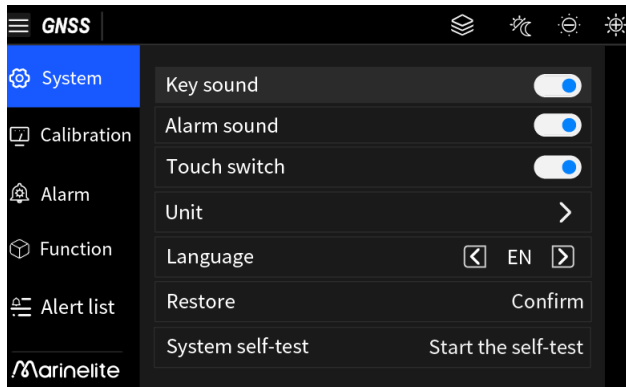 GNSS
System
Key sound
Alarm sound
Calibration
Touch switch
Alarm
Unit
Function
Language EN
Alert list
Restore Confirm
System self-test Start the self-test
Marinelite